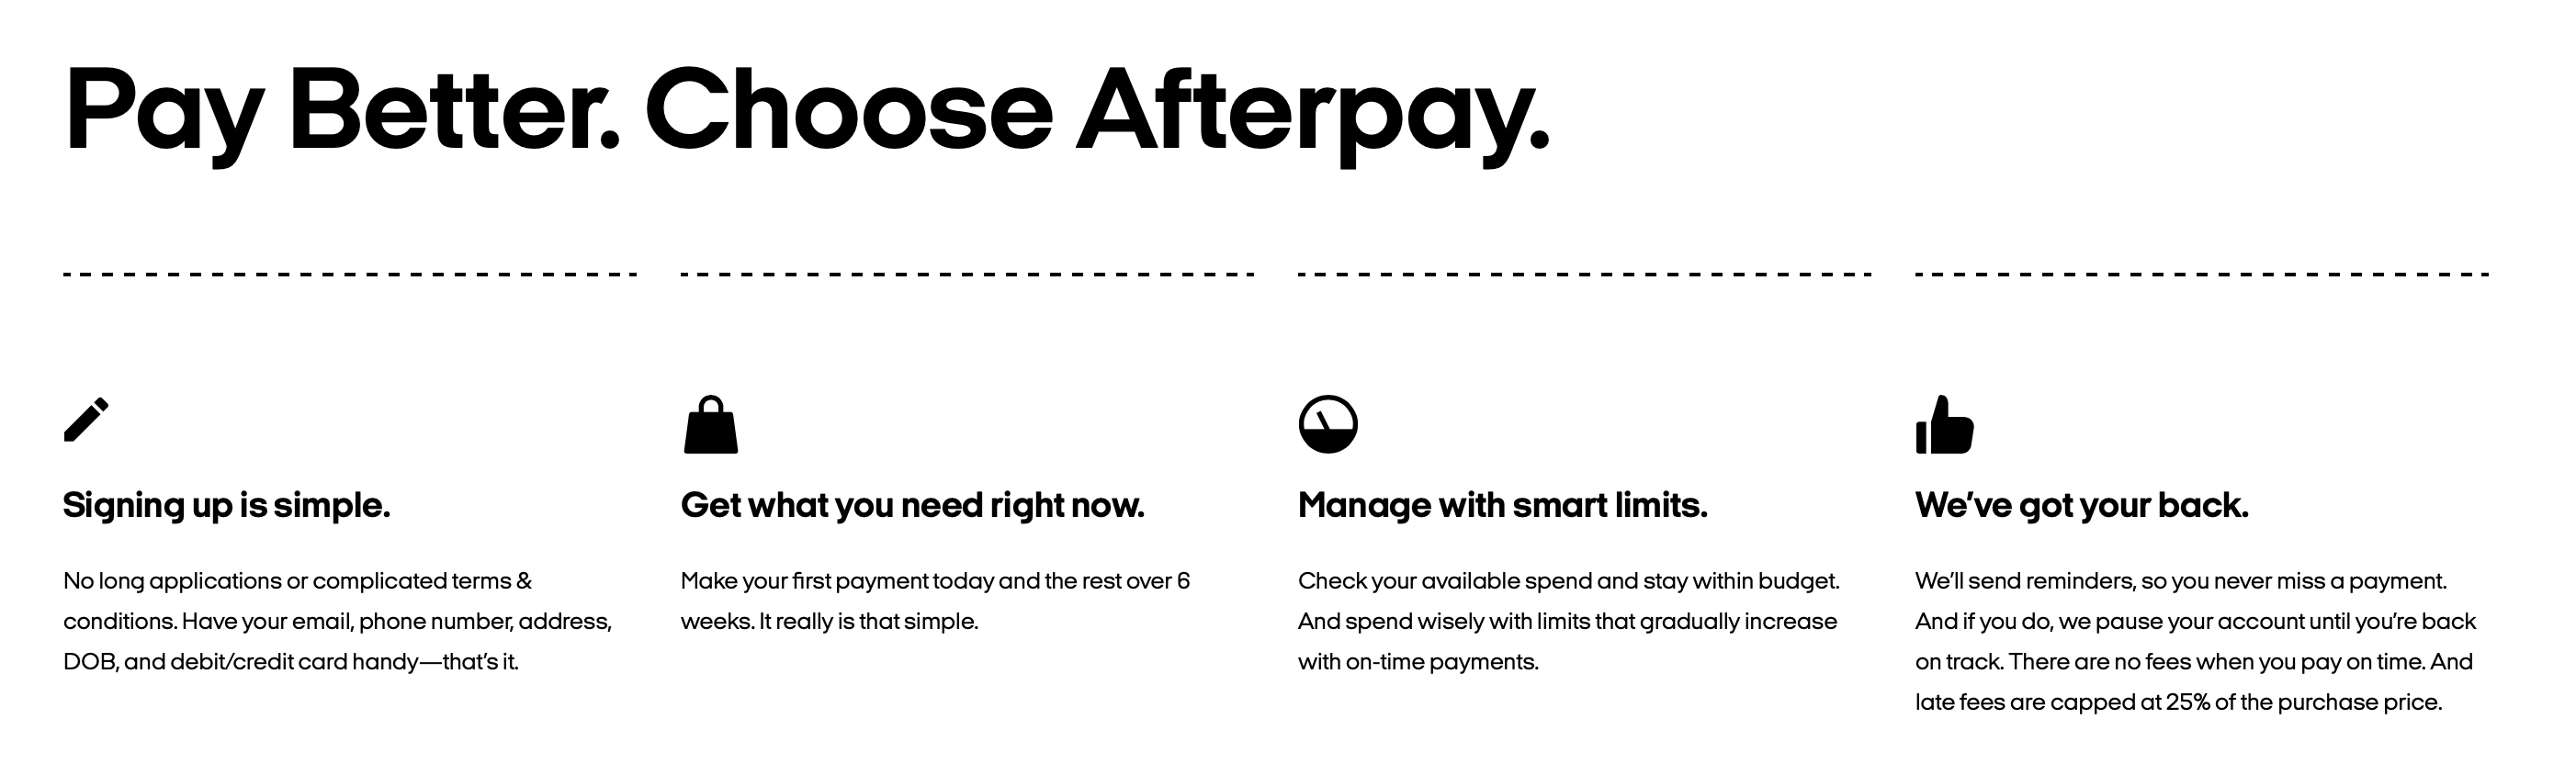 Pay Better. Choose Afterpay.
Signing up is simple.
No long applications or complicated terms &
conditions. Have your email, phone number, address,
DOB, and debit/credit card handy—that’s it.
Get what you need right now.
Make your first payment today and the rest over 6
weeks. It really is that simple.
Manage with smart limits.
Check your available spend and stay within budget.
And spend wisely with limits that gradually increase
with on-time payments.
We’ve got your back.
We’ll send reminders, so you never miss a payment.
And if you do, we pause your account until you’re back
on track. There are no fees when you pay on time. And
late fees are capped at 25% of the purchase price.